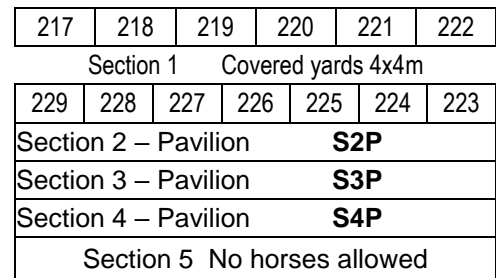 217 218 219 220 221 222
Section 1 Covered yards 4x4m
229 228 227 226 225 224 223
Section 2 – Pavilion S2P
Section 3 – Pavilion S3P
Section 4 – Pavilion S4P
Section 5 No horses allowed